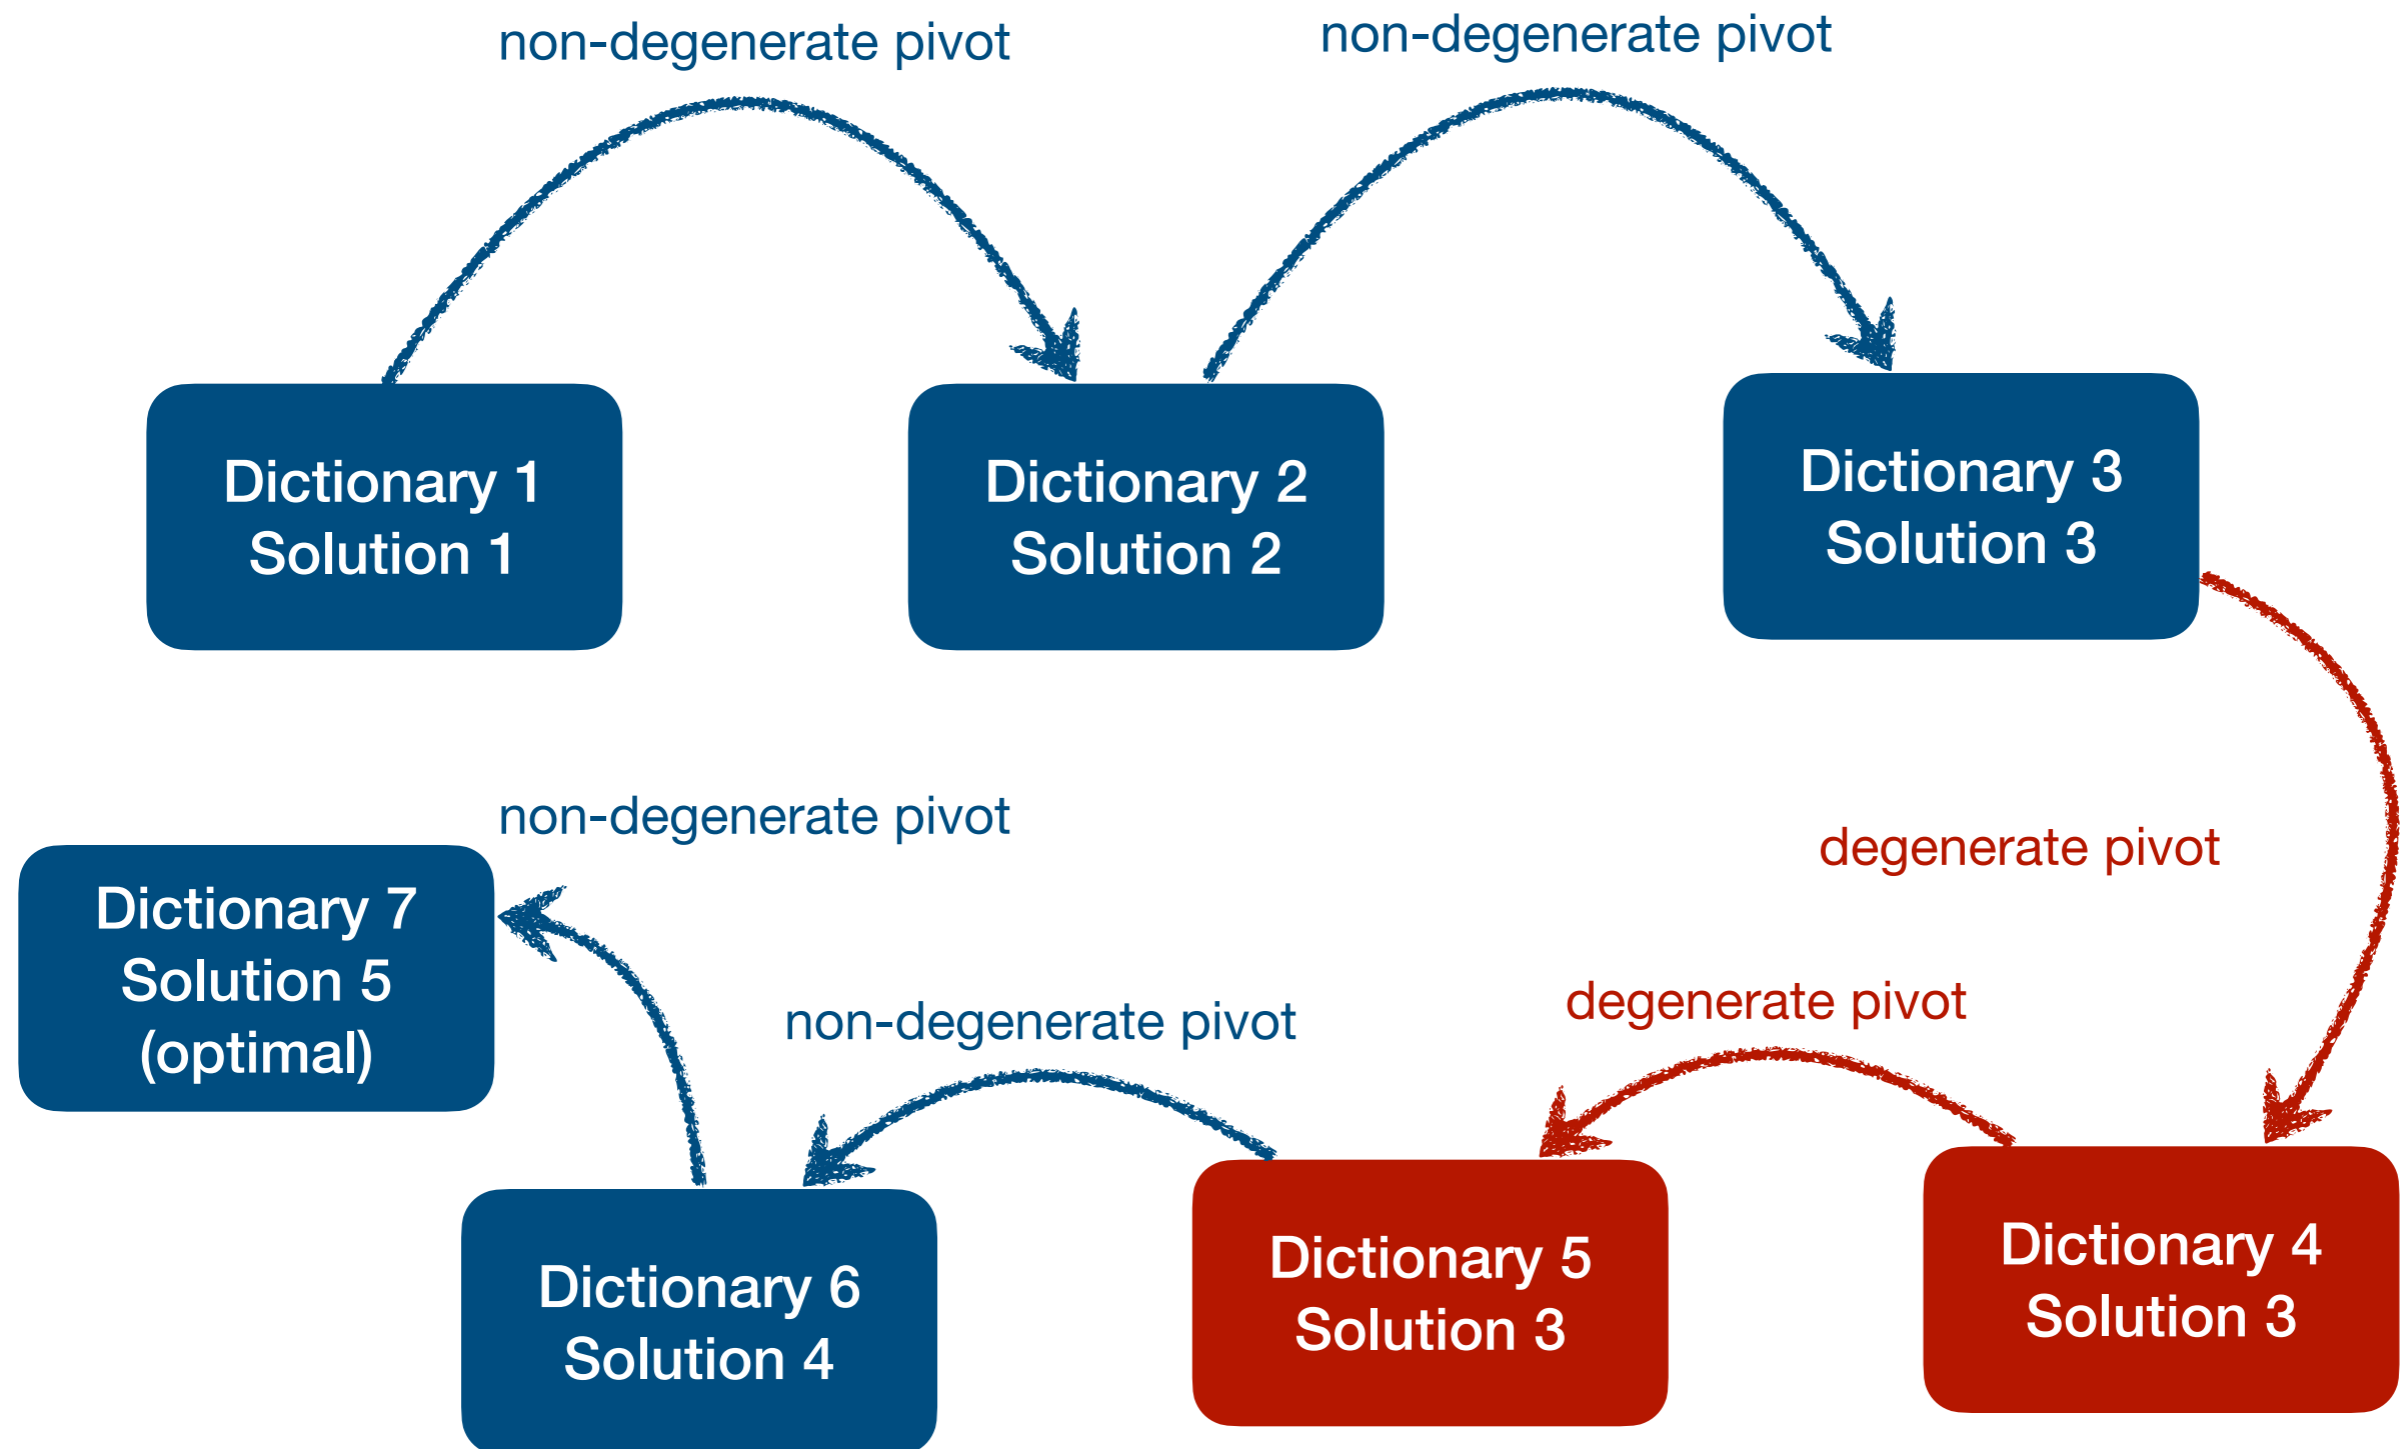 non-degenerate pivot
non-degenerate pivot
Dictionary 1
Solution 1
Dictionary 2
Solution 2
Dictionary 3
Solution 3
degenerate pivot
Dictionary 4
Solution 3
degenerate pivot
Dictionary 5
Solution 3
non-degenerate pivot
Dictionary 6
Solution 4
non-degenerate pivot
Dictionary 7
Solution 5
(optimal)